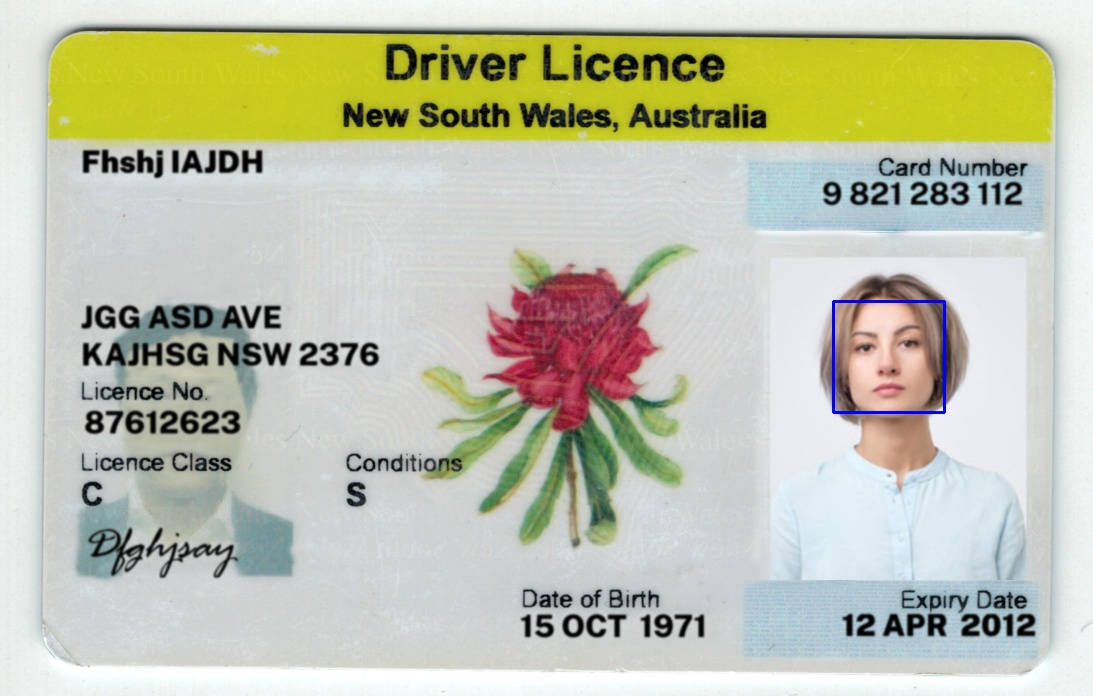 Driver Licence
New South Wales, Australia
Fhshj IAJDH
Card Number
9 821 283 112
JGG ASD AVE
KAJHSG NSW 2376
Licence No.
87612623
Licence Class
C
Conditions
S
Dfghjsay
Date of Birth
15 OCT 1971
Expiry Date
12 APR 2012